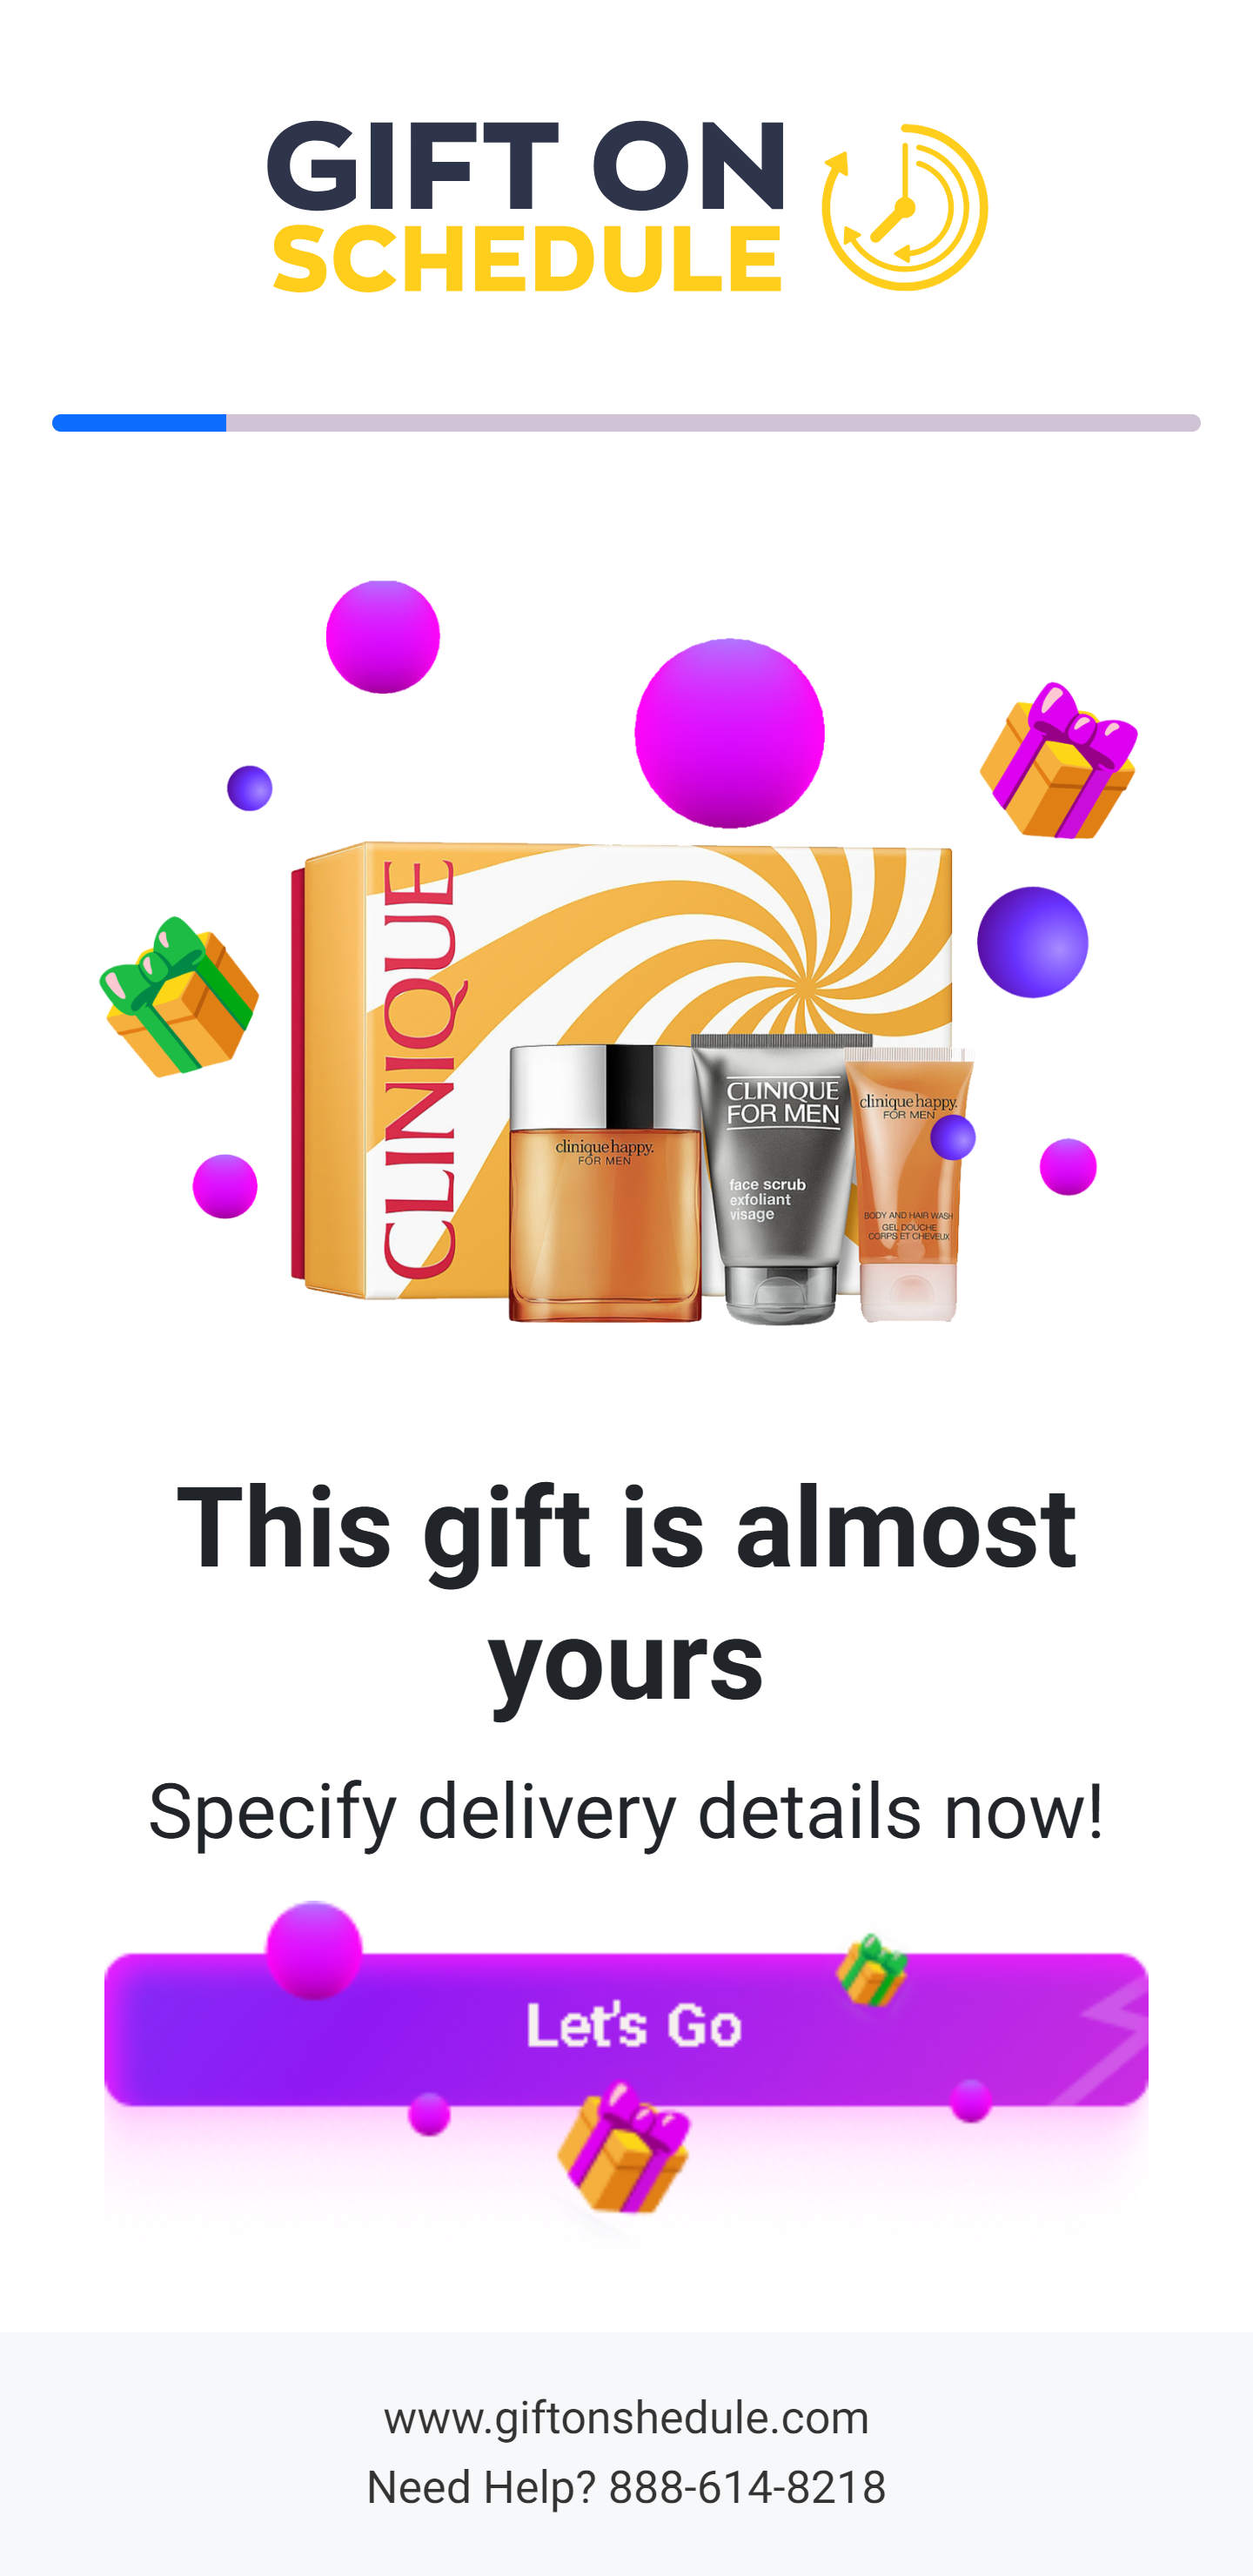 GIFT ON
SCHEDULE
CLINIQUE
clinique happy.
FOR MEN
CLINIQUE
FOR MEN
face scrub
exfoliant
visage
clinique happy.
FOR MEN
BODY AND HAIR WASH
GEL DOUCHE
CORPS ET CHEVEUX
This gift is almost
yours
Specify delivery details now!
Let's Go
www.giftonshedule.com
Need Help? 888-614-8218